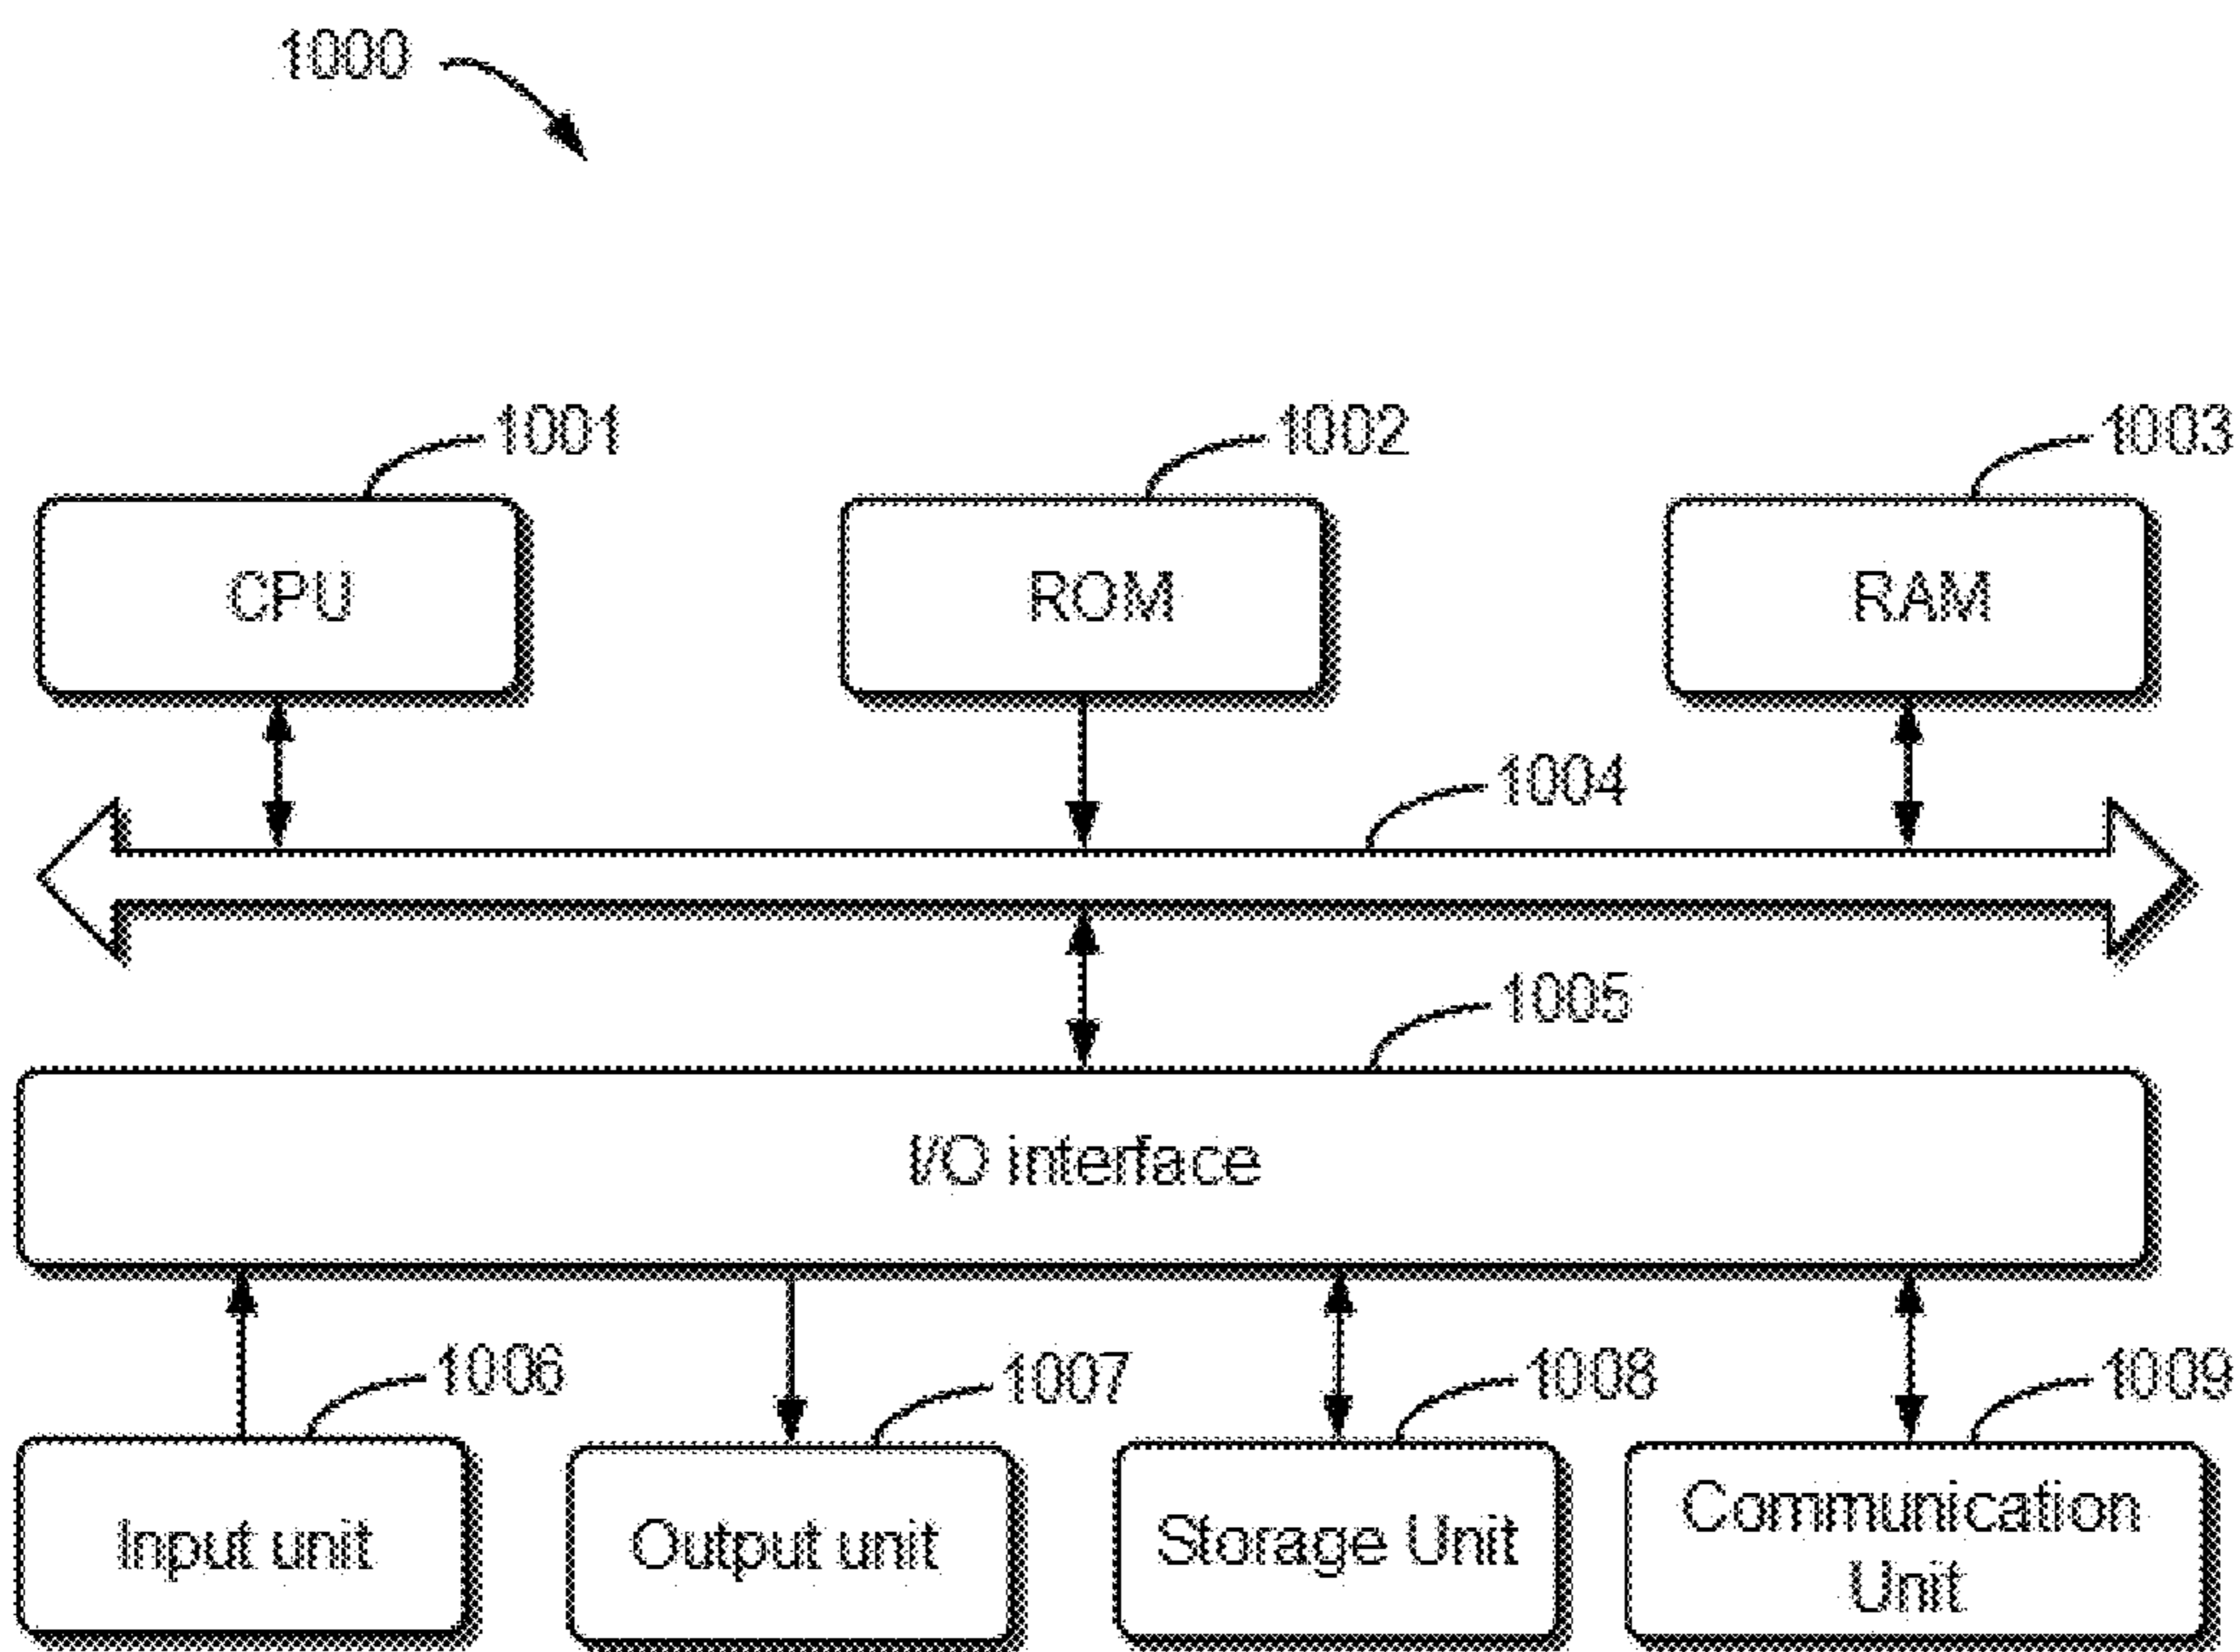 1000
1001
1002
1003
CPU
ROM
RAM
1004
1005
I/O interface
1006
1007
1008
1009
Input unit
Output unit
Storage Unit
Communication
Unit